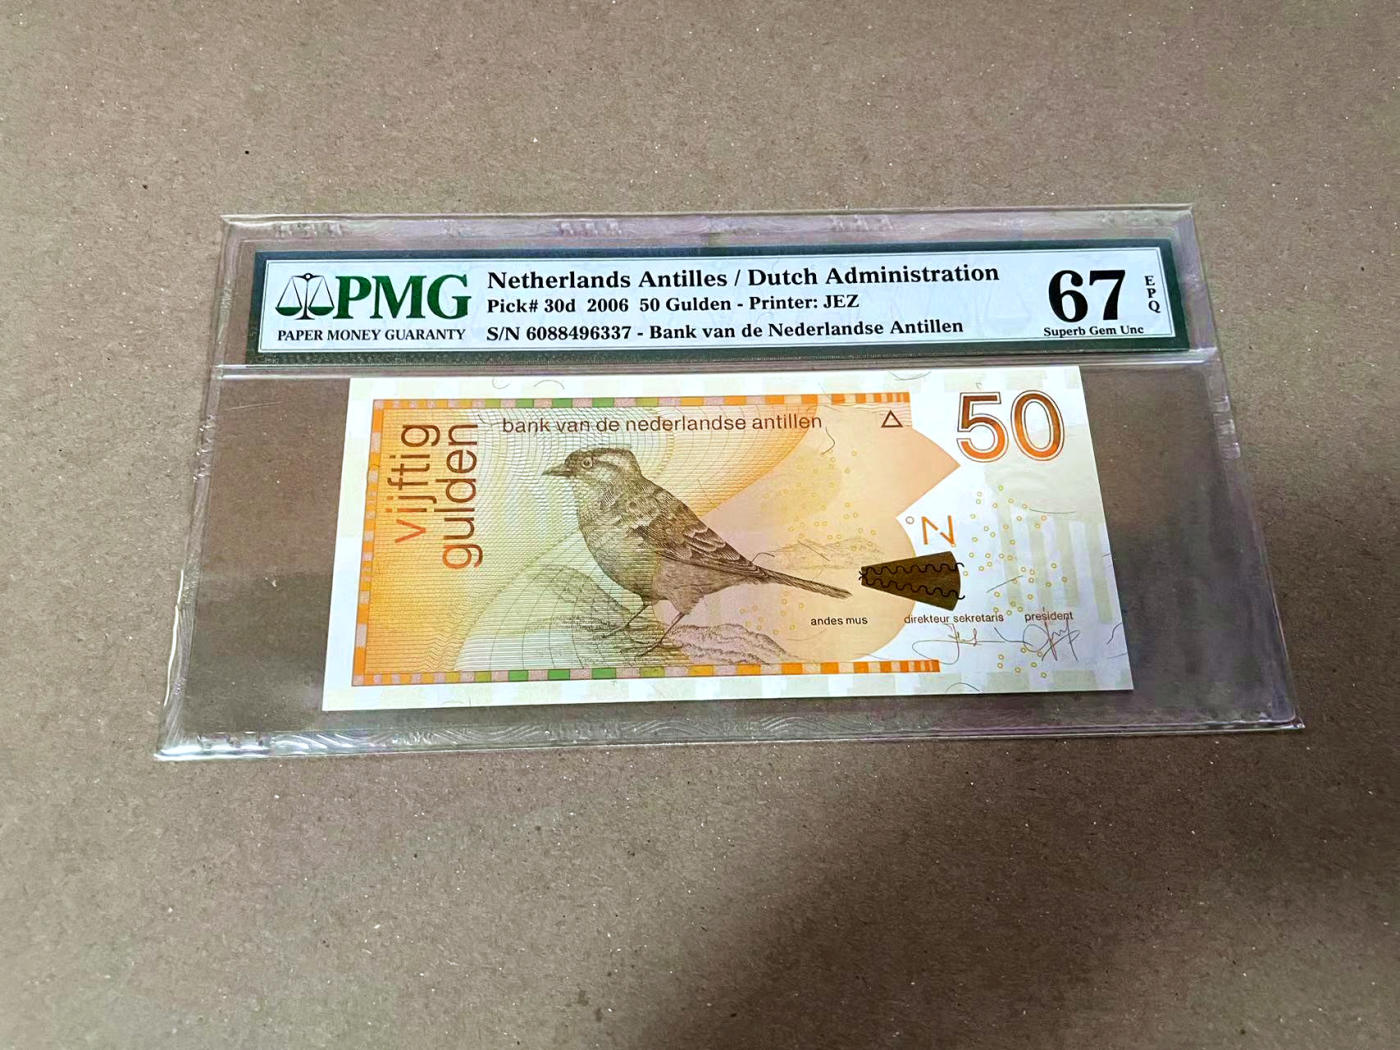 PMG
PAPER MONEY GUARANTY
Netherlands Antilles / Dutch Administration
Pick# 30d 2006 50 Gulden - Printer: JEZ
S/N 6088496337 - Bank van de Nederlandse Antillen
67
EPQ
Superb Gem Unc
vijftig
gulden
bank van de nederlandse antillen
50
N
andes mus
direkteur sekretaris
president